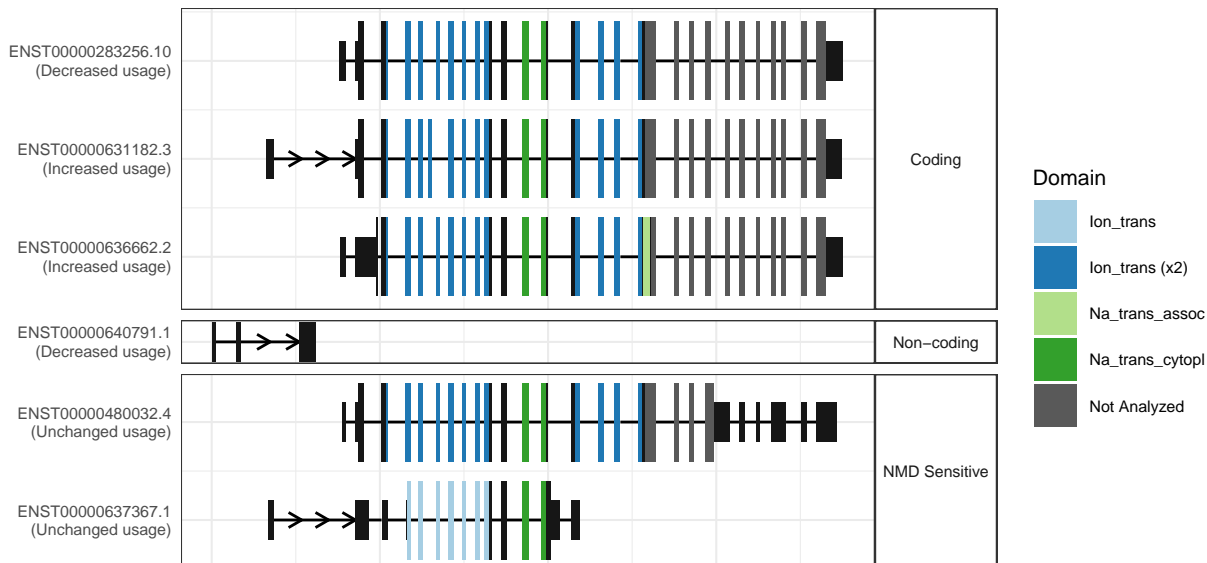 ENST00000283256.10
(Decreased usage)
ENST00000631182.3
(Increased usage)
Coding
ENST00000636662.2
(Increased usage)
ENST00000640791.1
(Decreased usage)
Non−coding
ENST00000480032.4
(Unchanged usage)
NMD Sensitive
ENST00000637367.1
(Unchanged usage)
Domain
Ion_trans
Ion_trans (x2)
Na_trans_assoc
Na_trans_cytopl
Not Analyzed